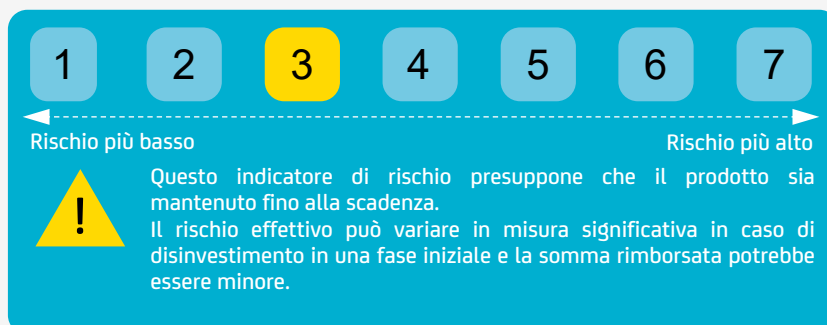 1 2 3 4 5 6 7
Rischio più basso Rischio più alto
!
Questo indicatore di rischio presuppone che il prodotto sia
mantenuto fino alla scadenza.
Il rischio effettivo può variare in misura significativa in caso di
disinvestimento in una fase iniziale e la somma rimborsata potrebbe
essere minore.